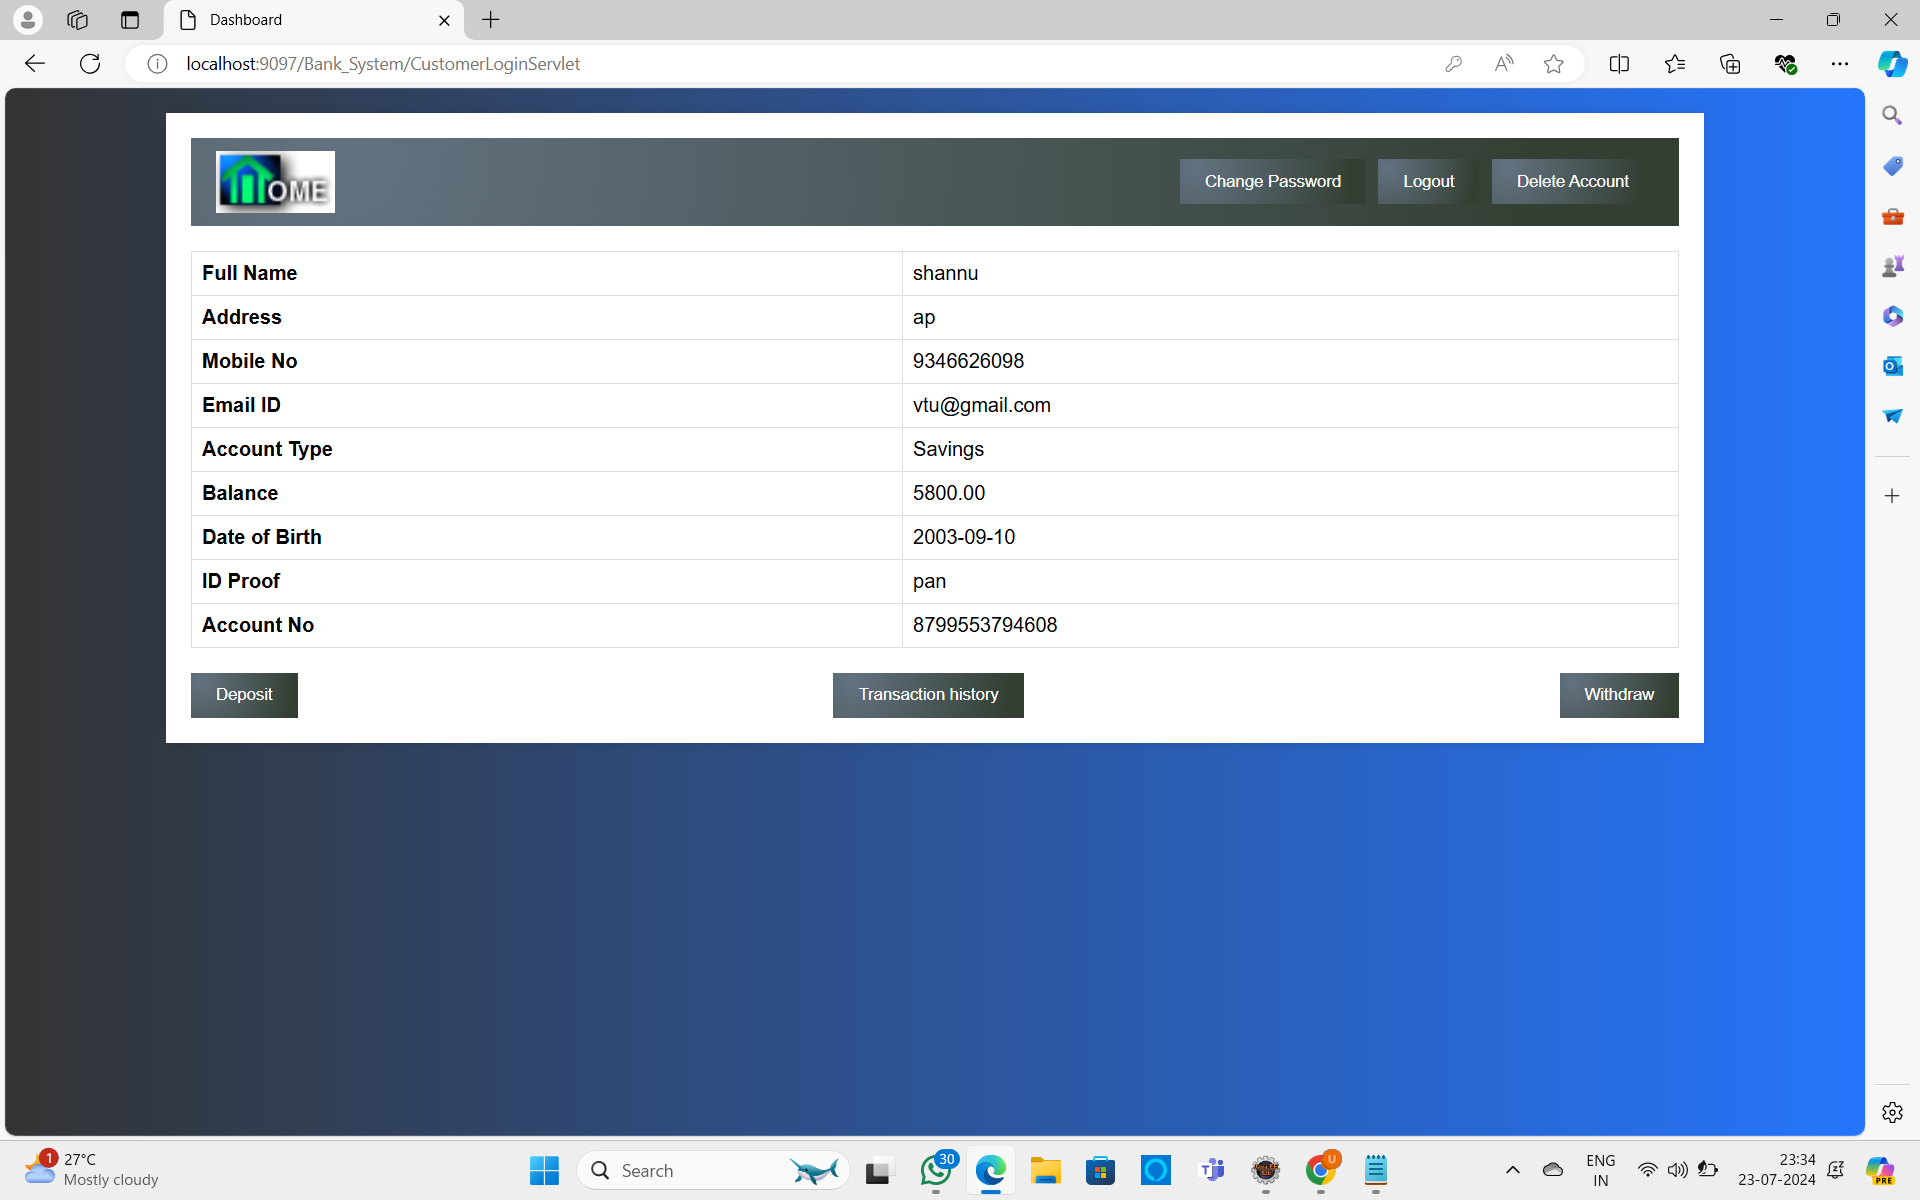 Dashboard
localhost:9097/Bank_System/CustomerLoginServlet
OME
Change Password
Logout
Delete Account
Full Name shannu
Address ap
Mobile No 9346626098
Email ID vtu@gmail.com
Account Type Savings
Balance 5800.00
Date of Birth 2003-09-10
ID Proof pan
Account No 8799553794608
Deposit
Transaction history
Withdraw
1
27°C
Mostly cloudy
Search
30
U
ENG
IN
23:34
23-07-2024
PRE